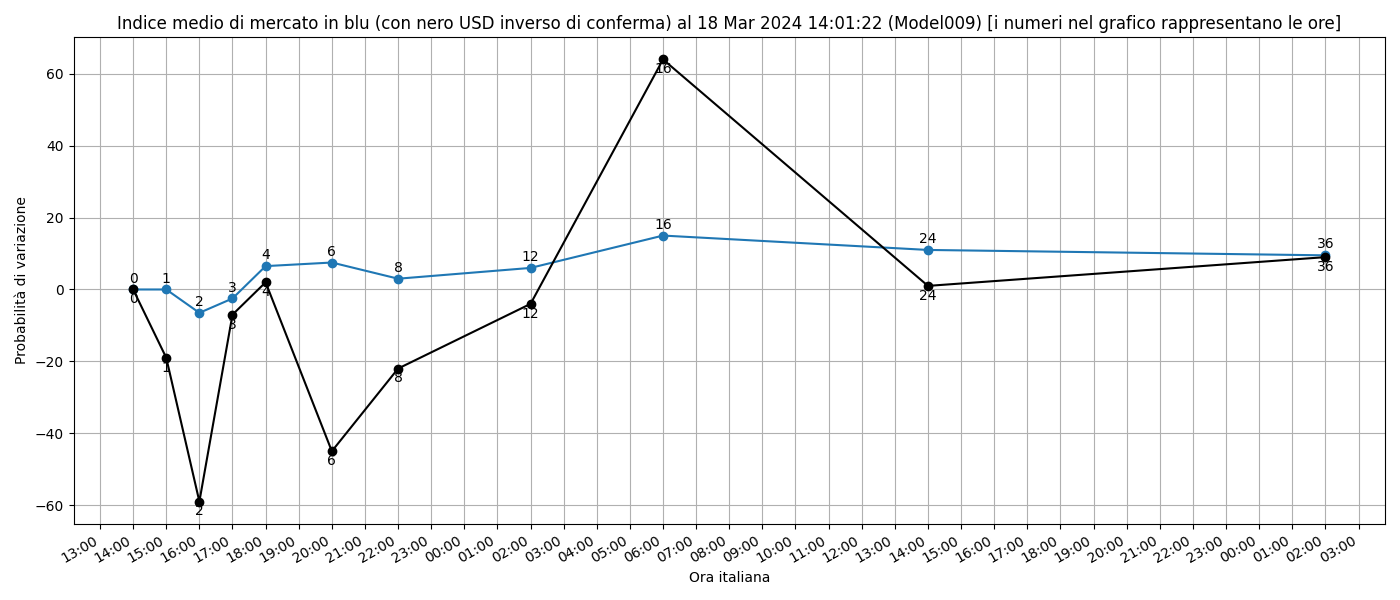 Indice medio di mercato in blu (con nero USD inverso di conferma) al 18 Mar 2024 14:01:22 (Model009) [i numeri nel grafico rappresentano le ore]
Probabilità di variazione
60
40
20
0
−20
−40
−60
0 1 2 3 4 6 8 12 16 24 36
0 1 2 3 4 6 8 12 16 24 36
13:00 14:00 15:00 16:00 17:00 18:00 19:00 20:00 21:00 22:00 23:00 00:00 01:00 02:00 03:00 04:00 05:00 06:00 07:00 08:00 09:00 10:00 11:00 12:00 13:00 14:00 15:00 16:00 17:00 18:00 19:00 20:00 21:00 22:00 23:00 00:00 01:00 02:00 03:00
Ora italiana